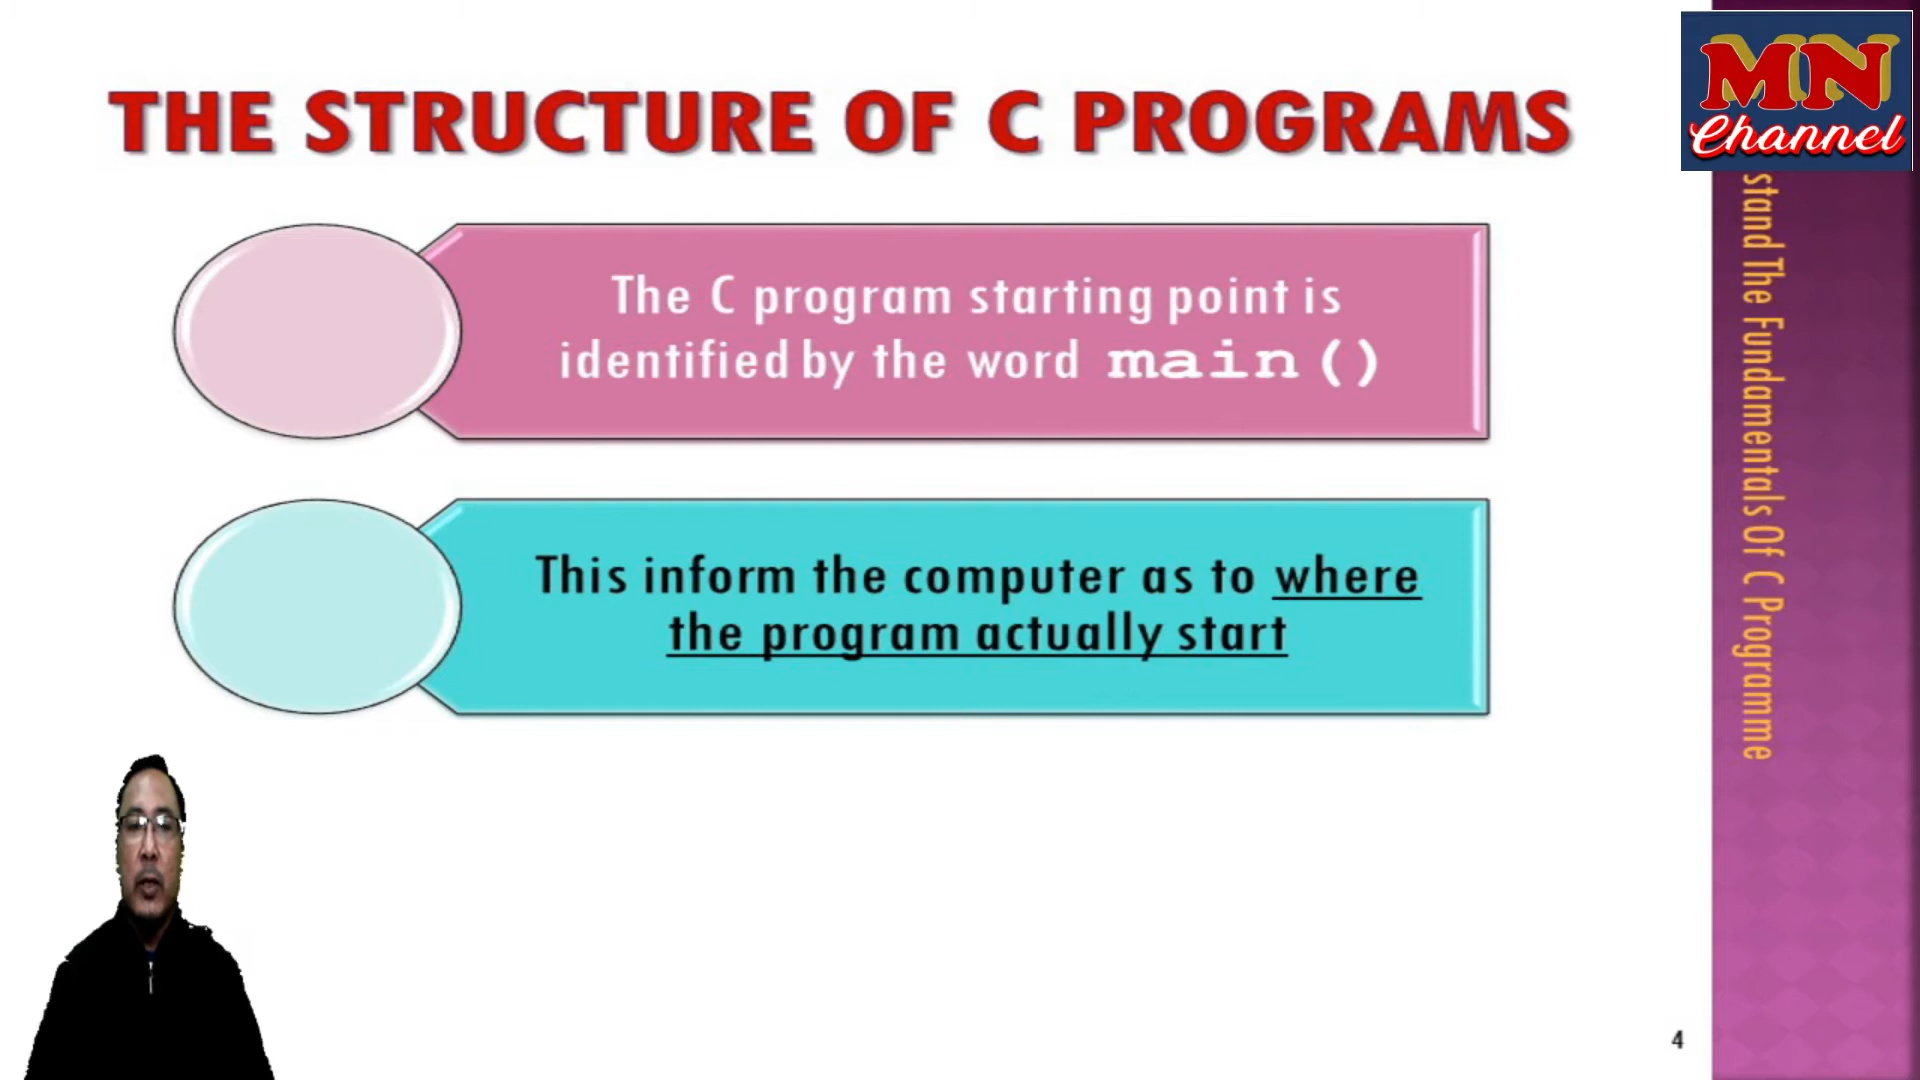 THE STRUCTURE OF C PROGRAMS
MN
Channel
The C program starting point is
identified by the word main()
This inform the computer as to where
the program actually start
stand The Fundamentals Of C Programme
4